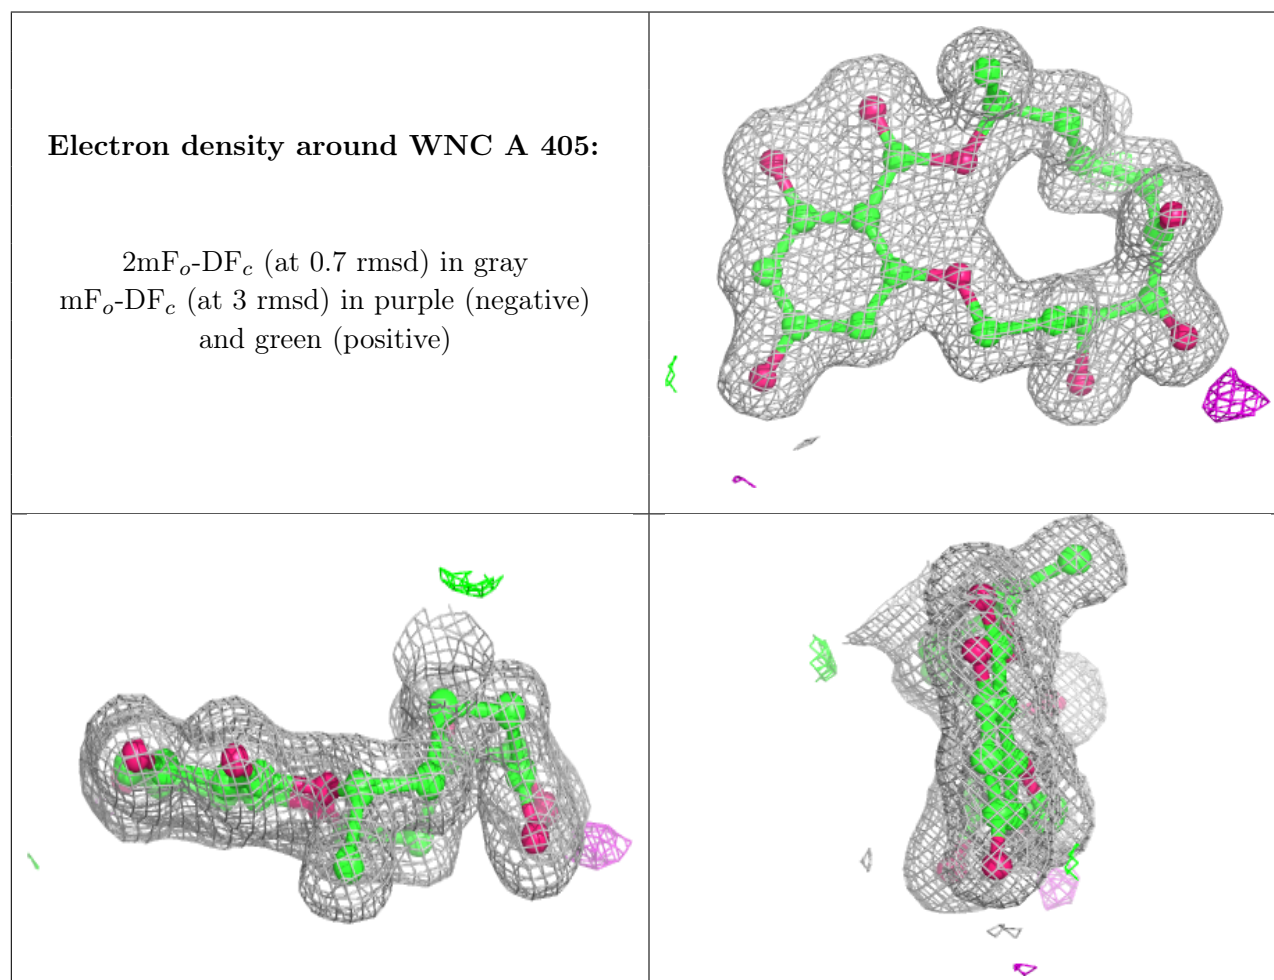 Electron density around WNC A 405:
2mFo-DFc (at 0.7 rmsd) in gray
mFo-DFc (at 3 rmsd) in purple (negative)
and green (positive)